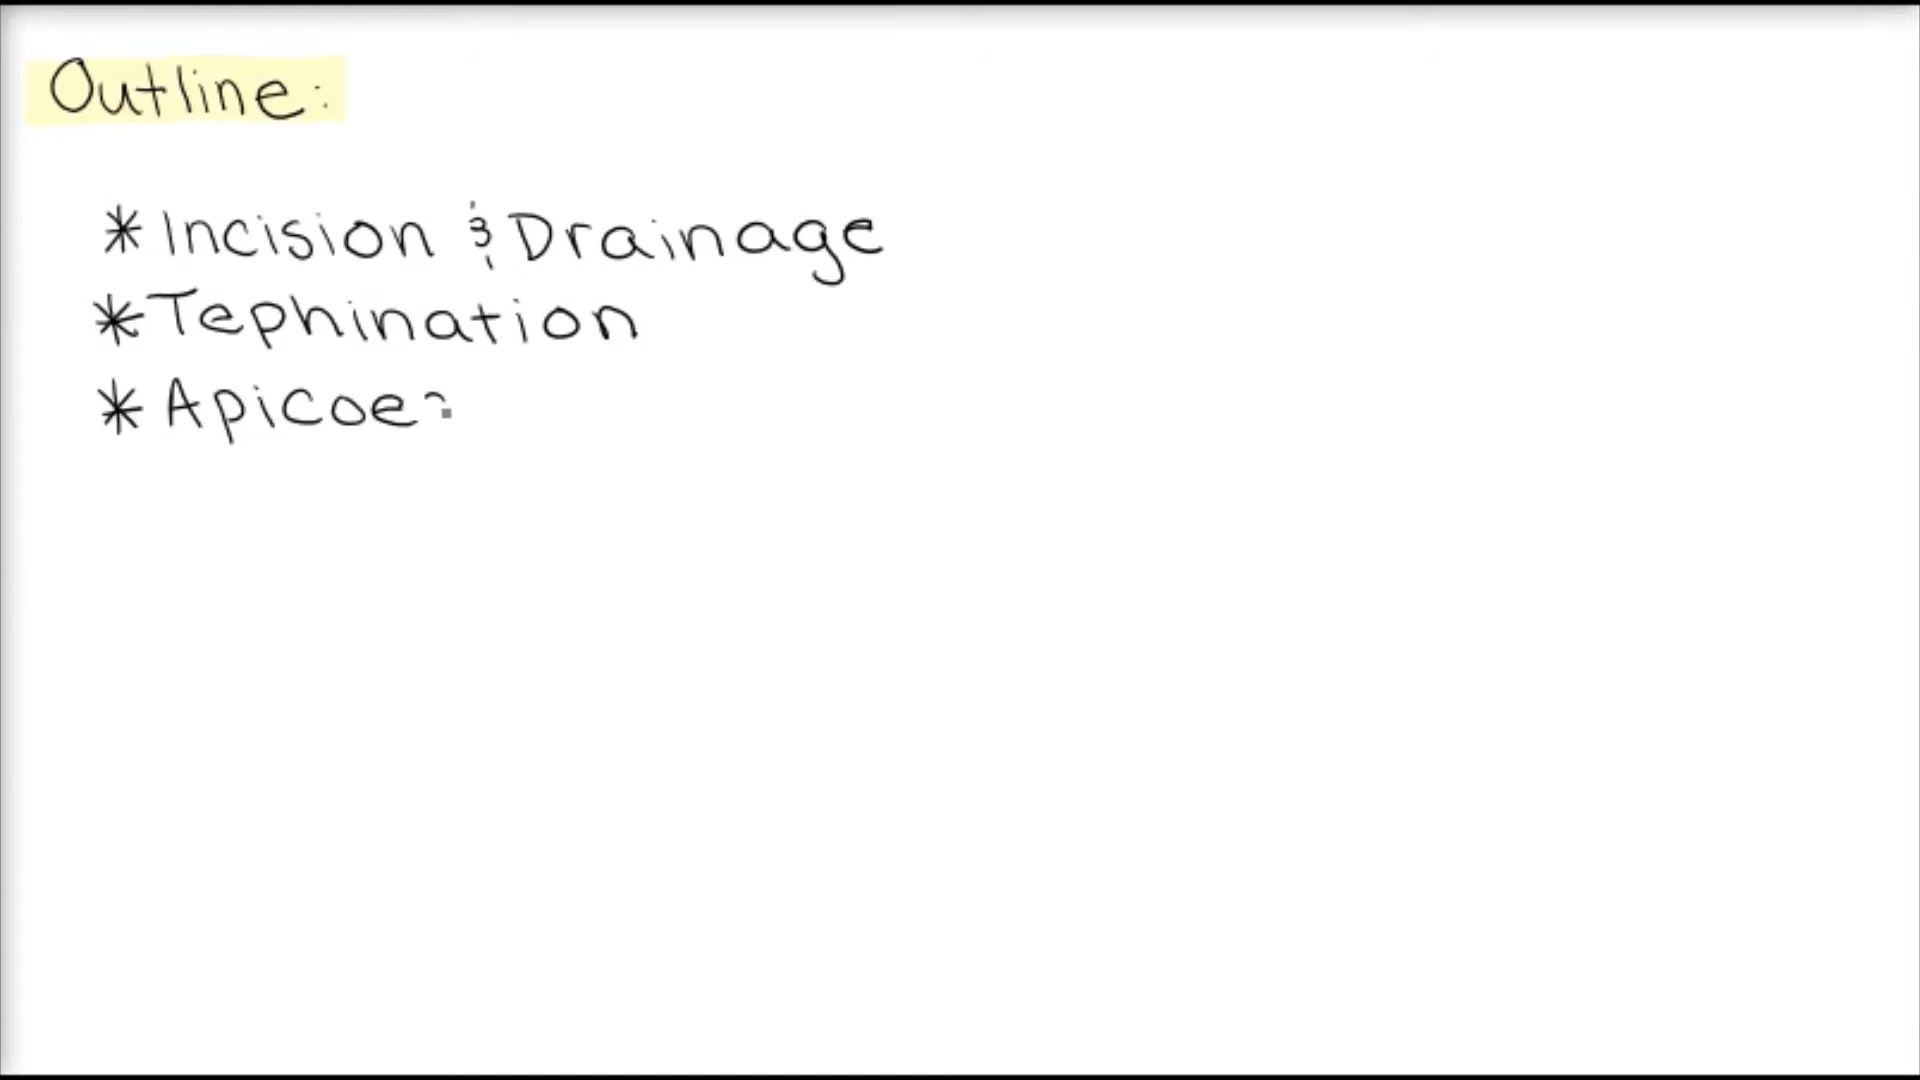 Outline:
* Incision & Drainage
* Tephination
* Apicoe